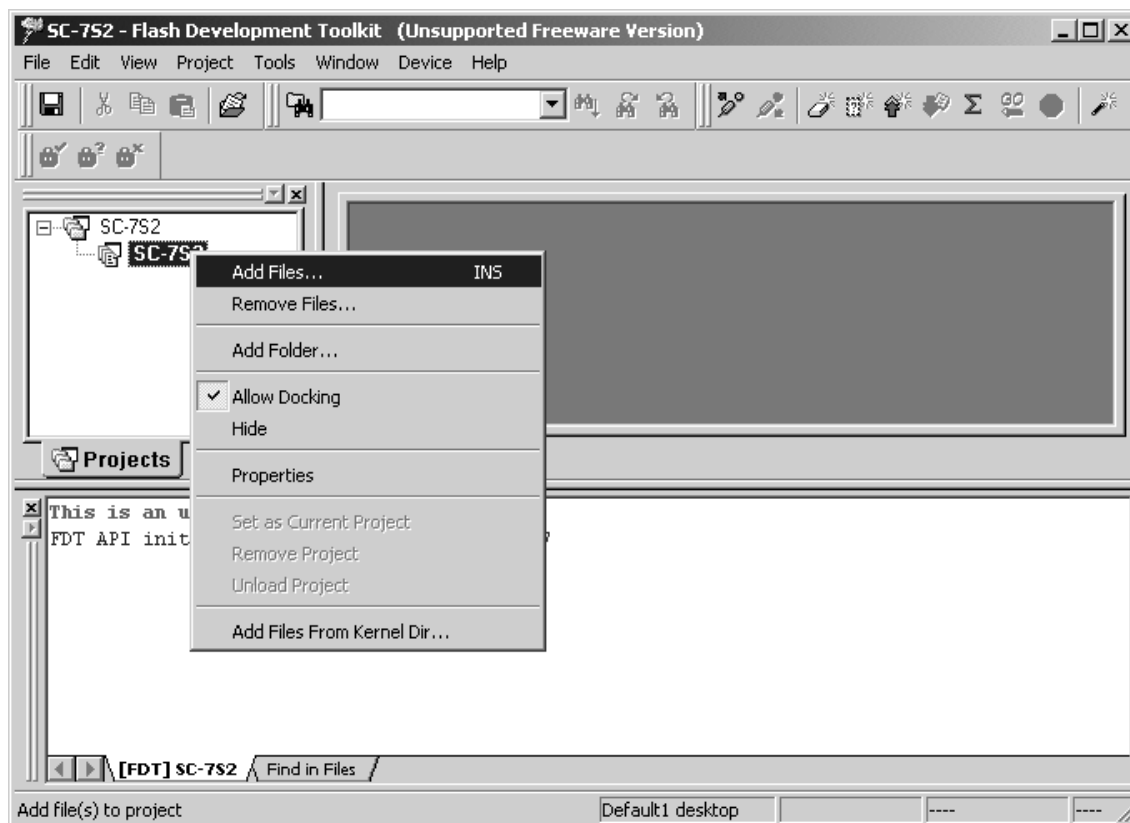 SC-7S2 - Flash Development Toolkit (Unsupported Freeware Version)
File Edit View Project Tools Window Device Help
SC-7S2
SC-7S2
Add Files... INS
Remove Files...
Add Folder...
Allow Docking
Hide
Properties
Set as Current Project
Remove Project
Unload Project
Add Files From Kernel Dir...
Projects
This is an
FDT API
[FDT] SC-7S2 Find in Files
Add file(s) to project Default1 desktop ---- ----